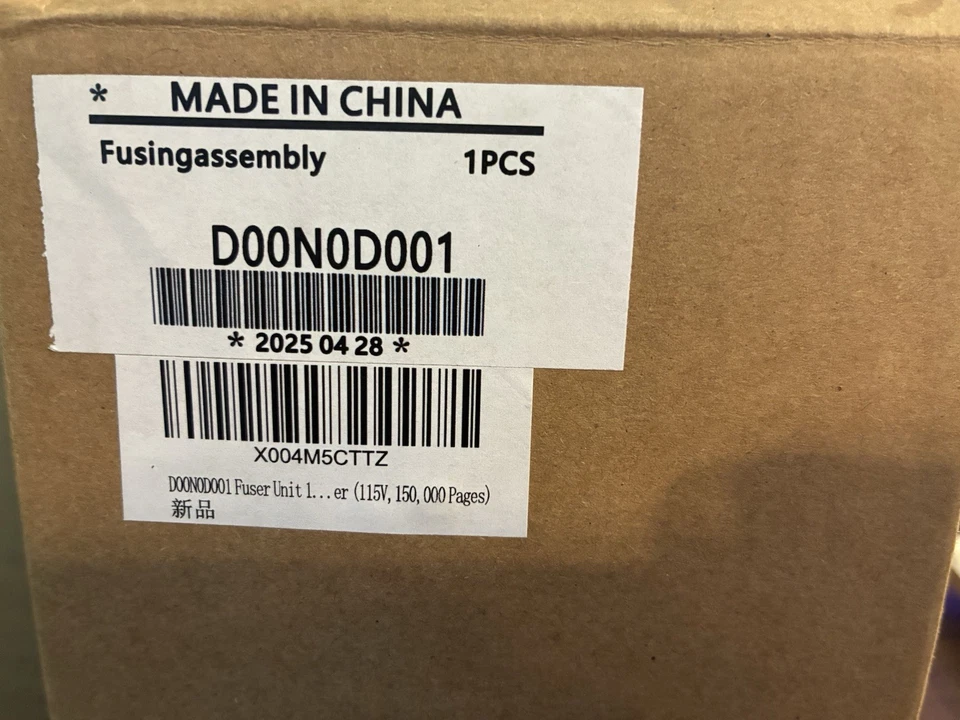 * MADE IN CHINA
Fusingassembly 1PCS
D00N0D001
* 2025 04 28 *
X004M5CTTZ
D00N0D001 Fuser Unit 1...er (115V, 150,000 Pages)
新品